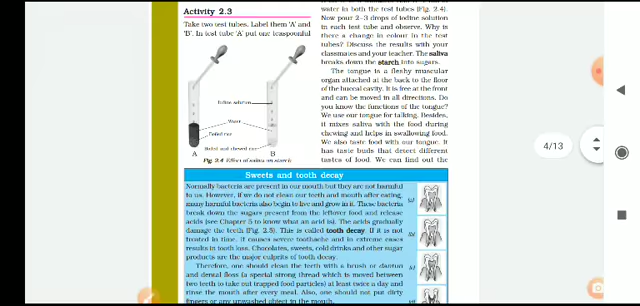 Activity 2.3
Take two test tubes. Label them 'A' and
'B'. In test tube 'A' put one teaspoonful
Iodine solution
Water
Boiled rice
Boiled and chewed rice
A
B
Fig. 2.4 Effect of saliva on starch
water in both the test tubes (Fig. 2.4).
Now pour 2–3 drops of iodine solution
in each test tube and observe. Why is
there a change in colour in the test
tubes? Discuss the results with your
classmates and your teacher. The saliva
breaks down the starch into sugars.
The tongue is a fleshy muscular
organ attached at the back to the floor
of the buccal cavity. It is free at the front
and can be moved in all directions. Do
you know the functions of the tongue?
We use our tongue for talking. Besides,
it mixes saliva with the food during
chewing and helps in swallowing food.
We also taste food with our tongue. It
has taste buds that detect different
tastes of food. We can find out the
Sweets and tooth decay
Normally bacteria are present in our mouth but they are not harmful
to us. However, if we do not clean our teeth and mouth after eating,
many harmful bacteria also begin to live and grow in it. These bacteria
break down the sugars present from the leftover food and release
acids (see Chapter 5 to know what an acid is). The acids gradually
damage the teeth (Fig. 2.3). This is called tooth decay. If it is not
treated in time, it causes severe toothache and in extreme cases
results in tooth loss. Chocolates, sweets, cold drinks and other sugar
products are the major culprits of tooth decay.
Therefore, one should clean the teeth with a brush or datun
and dental floss (a special strong thread which is moved between
two teeth to take out trapped food particles) at least twice a day and
rinse the mouth after every meal. Also, one should not put dirty
fingers or any unwashed object in the mouth.
(a)
(b)
(c)
4/13